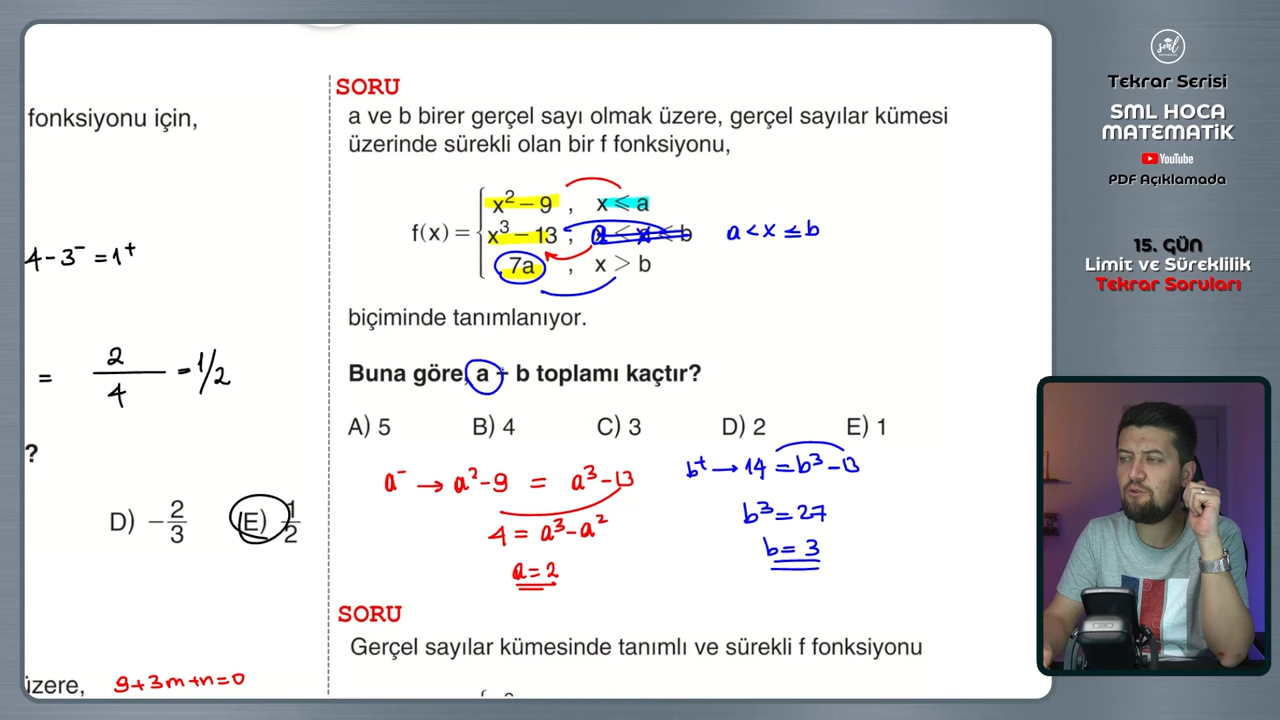 fonksiyonu için,
4-3⁻ = 1⁺
= 2/4 = 1/2
?
D) -2/3 E) 1/2
üzere, 9+3m+n=0
SORU
a ve b birer gerçel sayı olmak üzere, gerçel sayılar kümesi
üzerinde sürekli olan bir f fonksiyonu,
x² – 9 , x ⩽ a
f(x) = x³ – 13 , a < x < b a < x ≤ b
7a , x > b
biçiminde tanımlanıyor.
Buna göre, a + b toplamı kaçtır?
A) 5 B) 4 C) 3 D) 2 E) 1
a⁻ → a²-9 = a³-13
4 = a³-a²
a=2
b⁺ → 14 = b³-13
b³ = 27
b = 3
SORU
Gerçel sayılar kümesinde tanımlı ve sürekli f fonksiyonu
sml
Tekrar Serisi
SML HOCA
MATEMATİK
YouTube
PDF Açıklamada
15. GÜN
Limit ve Süreklilik
Tekrar Soruları